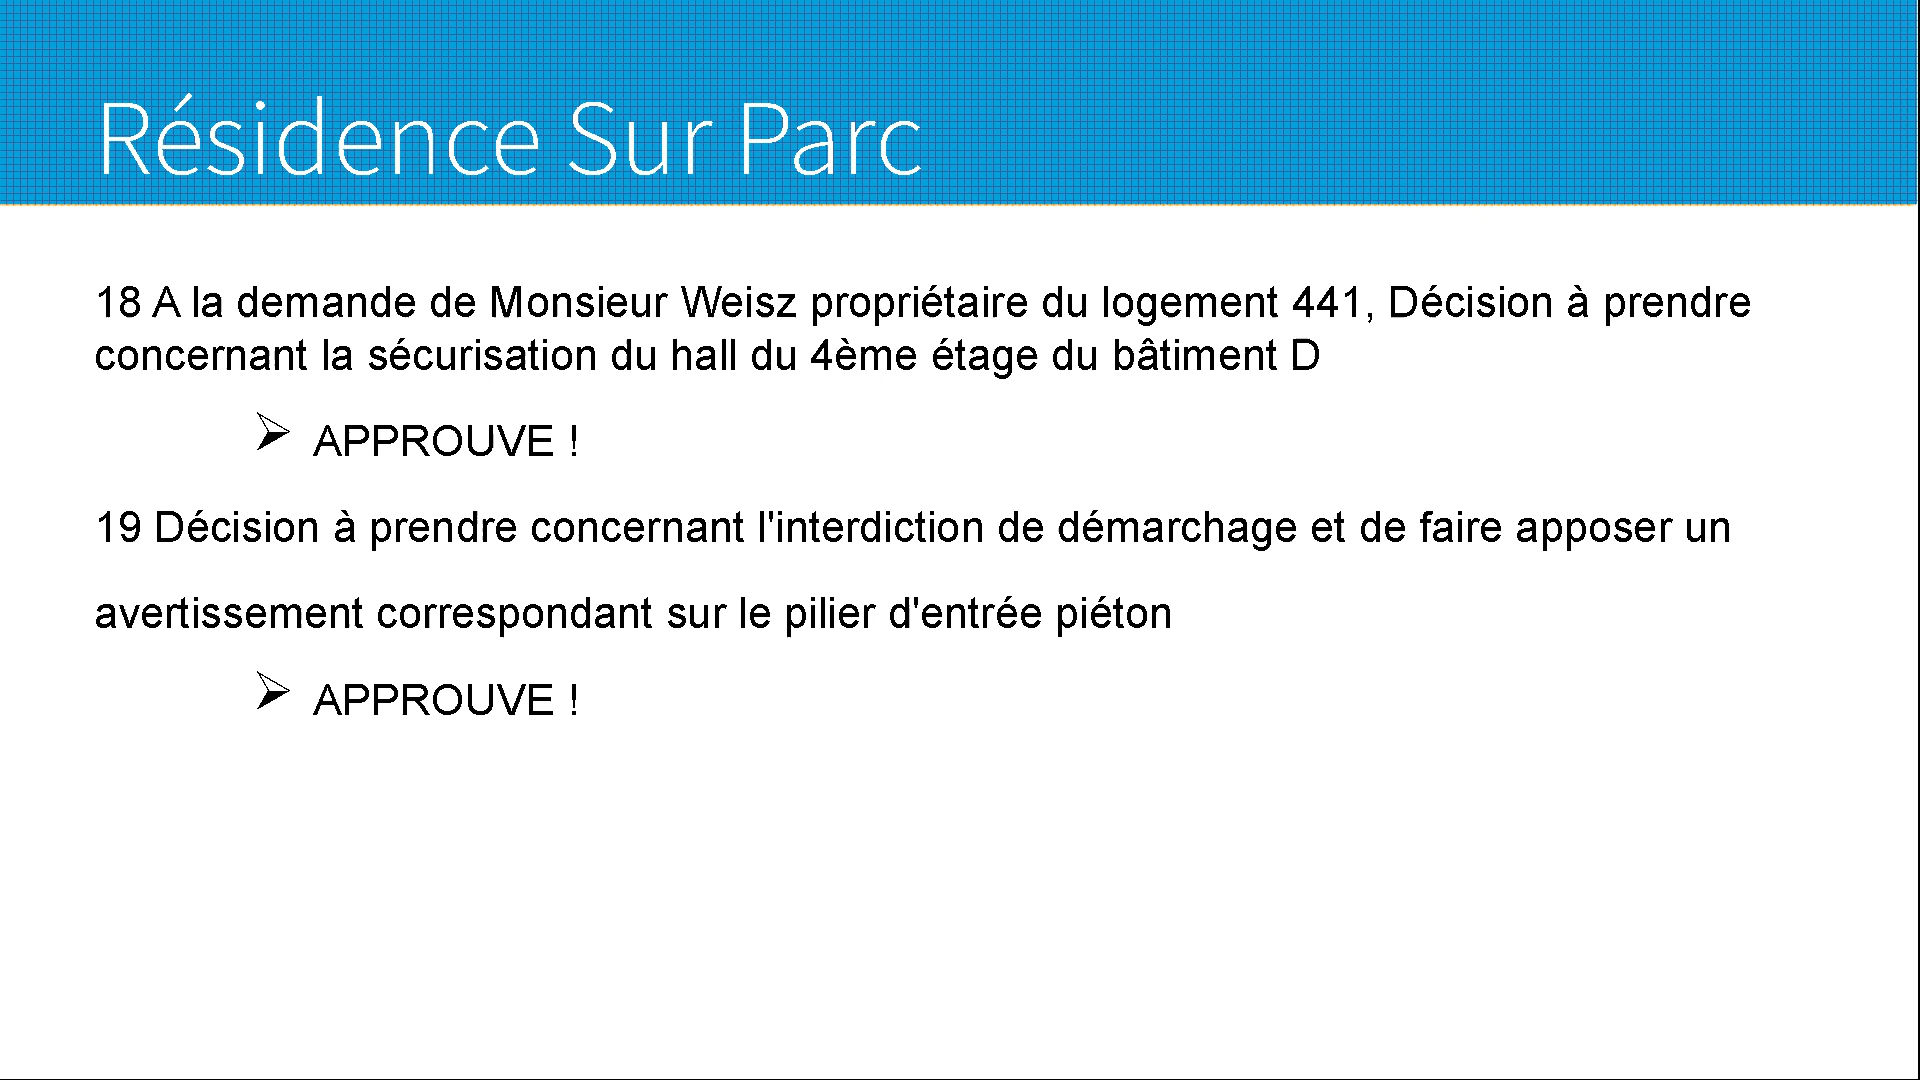 Résidence Sur Parc
18 A la demande de Monsieur Weisz propriétaire du logement 441, Décision à prendre
concernant la sécurisation du hall du 4ème étage du bâtiment D
➢ APPROUVE !
19 Décision à prendre concernant l'interdiction de démarchage et de faire apposer un
avertissement correspondant sur le pilier d'entrée piéton
➢ APPROUVE !